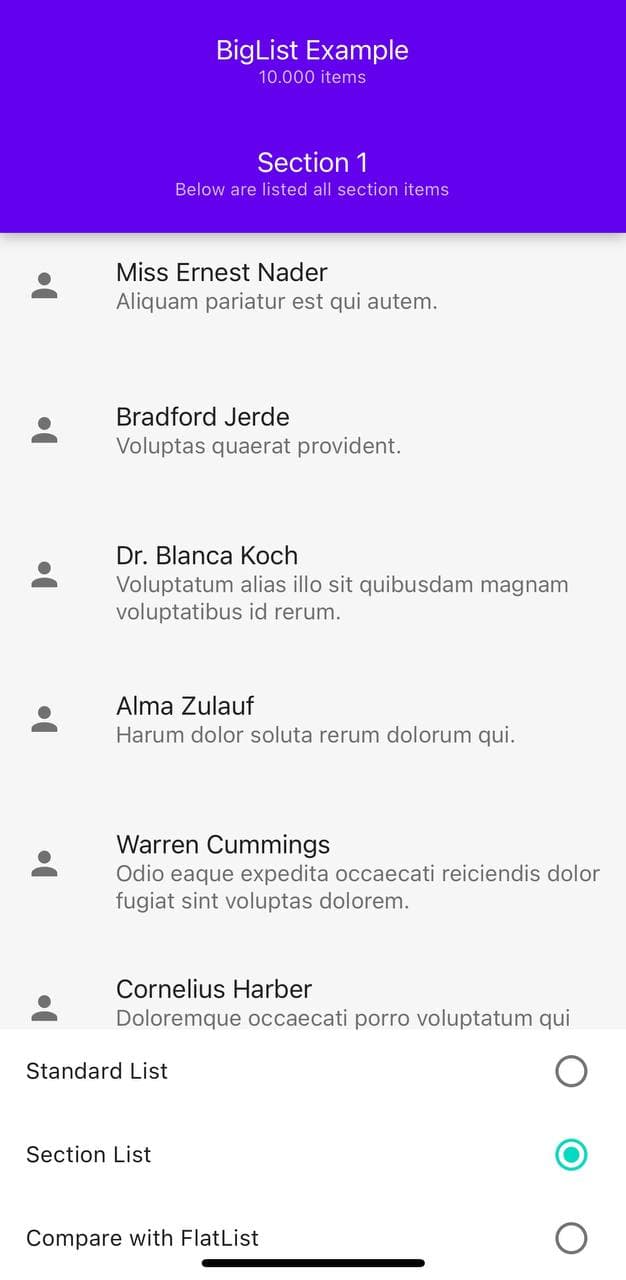 BigList Example
10.000 items
Section 1
Below are listed all section items
Miss Ernest Nader
Aliquam pariatur est qui autem.
Bradford Jerde
Voluptas quaerat provident.
Dr. Blanca Koch
Voluptatum alias illo sit quibusdam magnam
voluptatibus id rerum.
Alma Zulauf
Harum dolor soluta rerum dolorum qui.
Warren Cummings
Odio eaque expedita occaecati reiciendis dolor
fugiat sint voluptas dolorem.
Cornelius Harber
Doloremque occaecati porro voluptatum qui
Standard List
Section List
Compare with FlatList